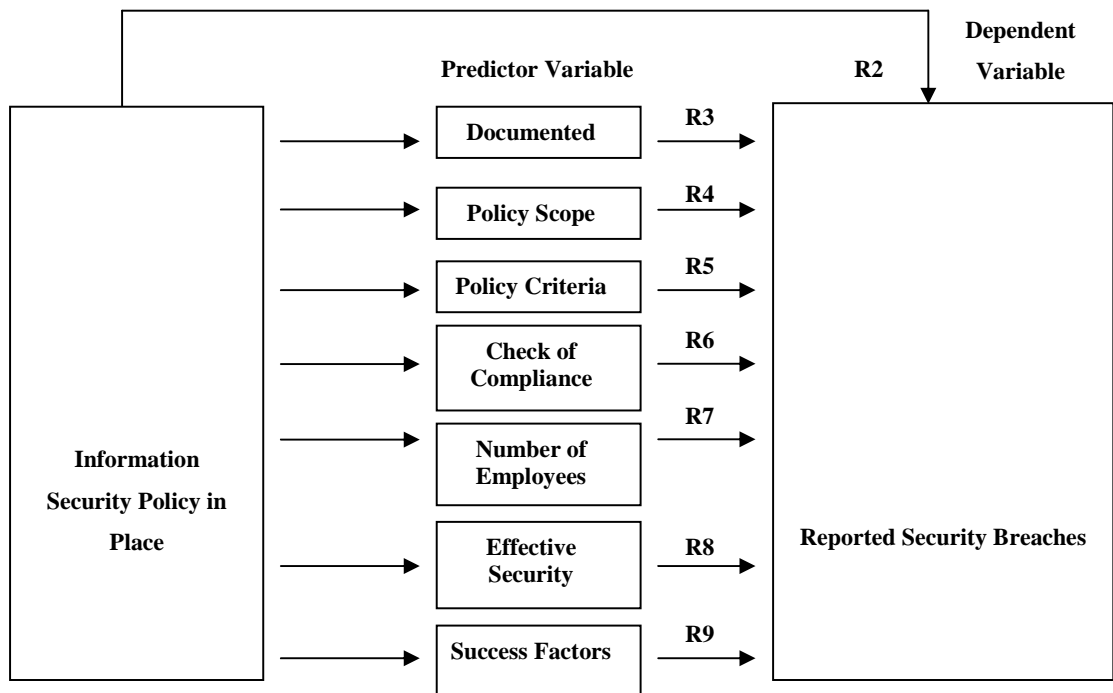 Dependent
Variable
Predictor Variable
R2
Documented
R3
Policy Scope
R4
Policy Criteria
R5
Check of
Compliance
R6
Number of
Employees
R7
Information
Security Policy in
Place
Effective
Security
R8
Reported Security Breaches
Success Factors
R9